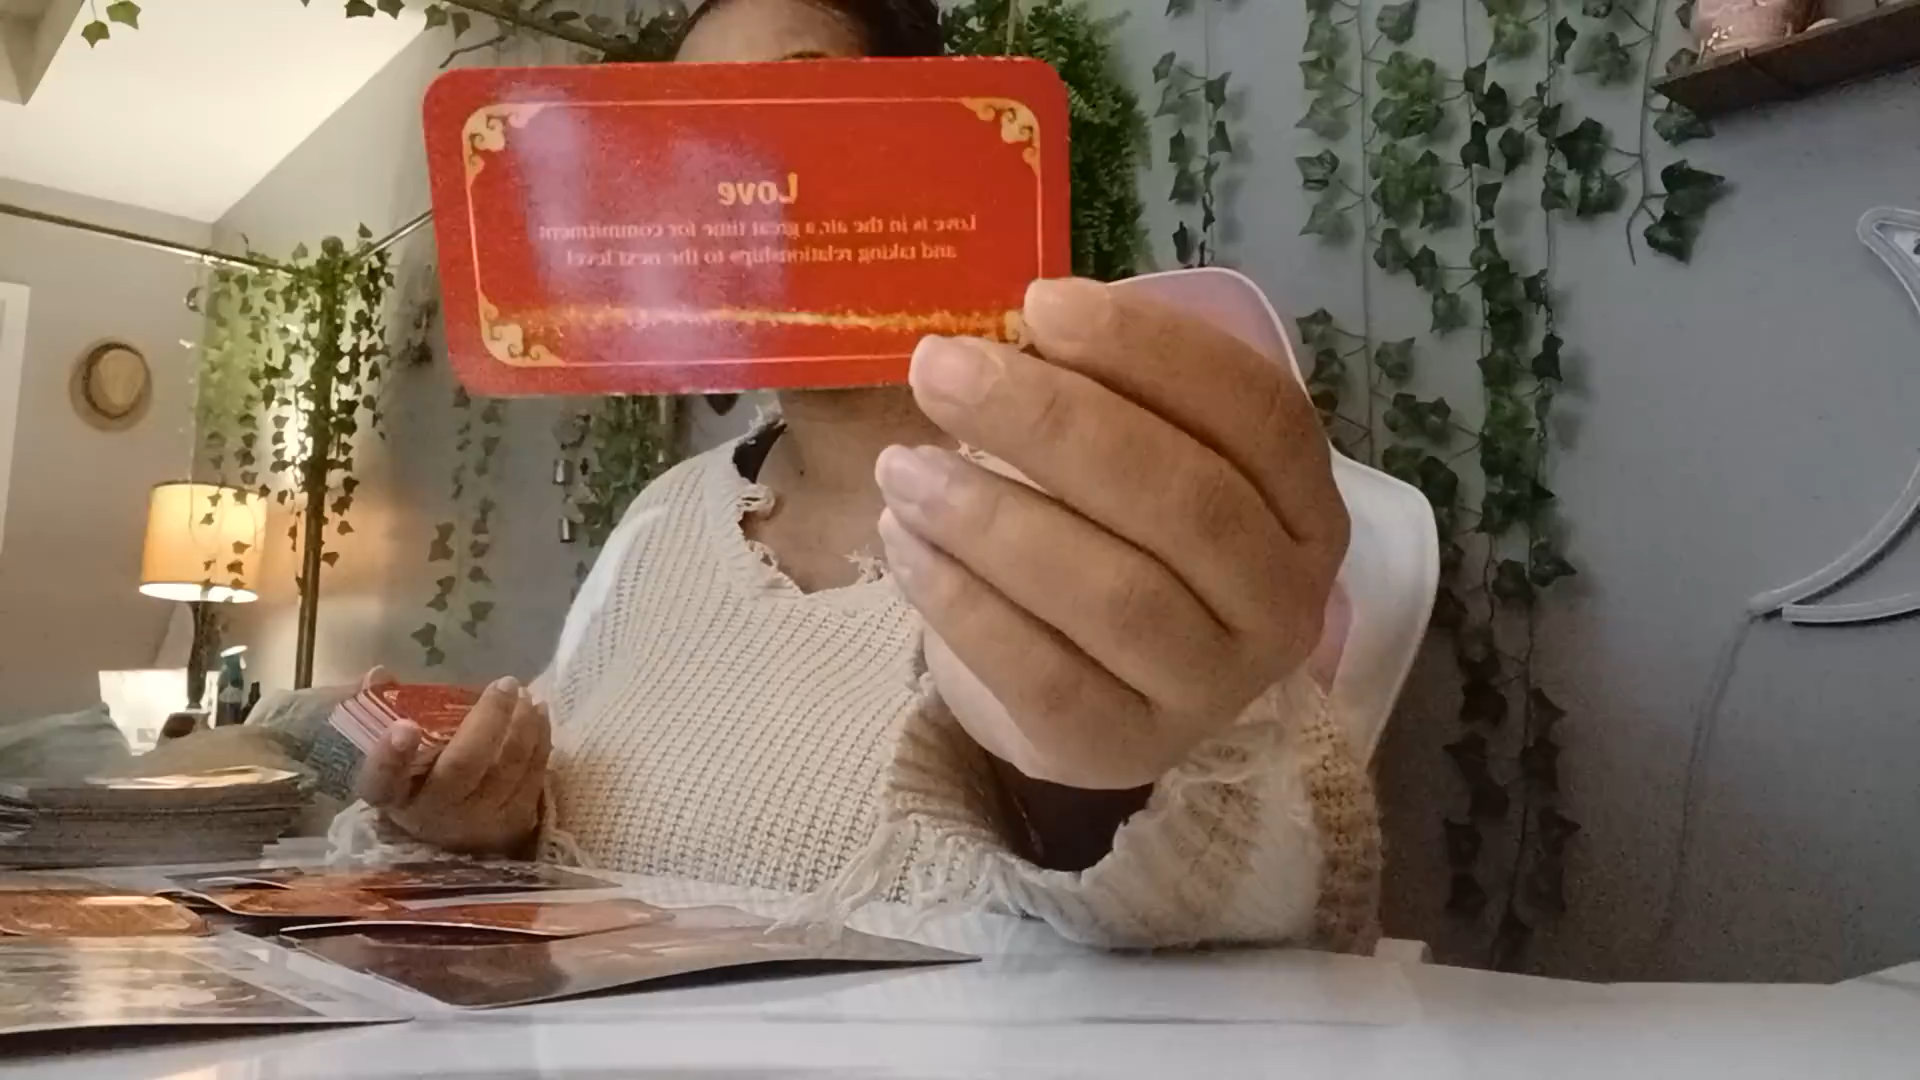 Love
Love is in the air, a great time for commitment
and taking relationships to the next level